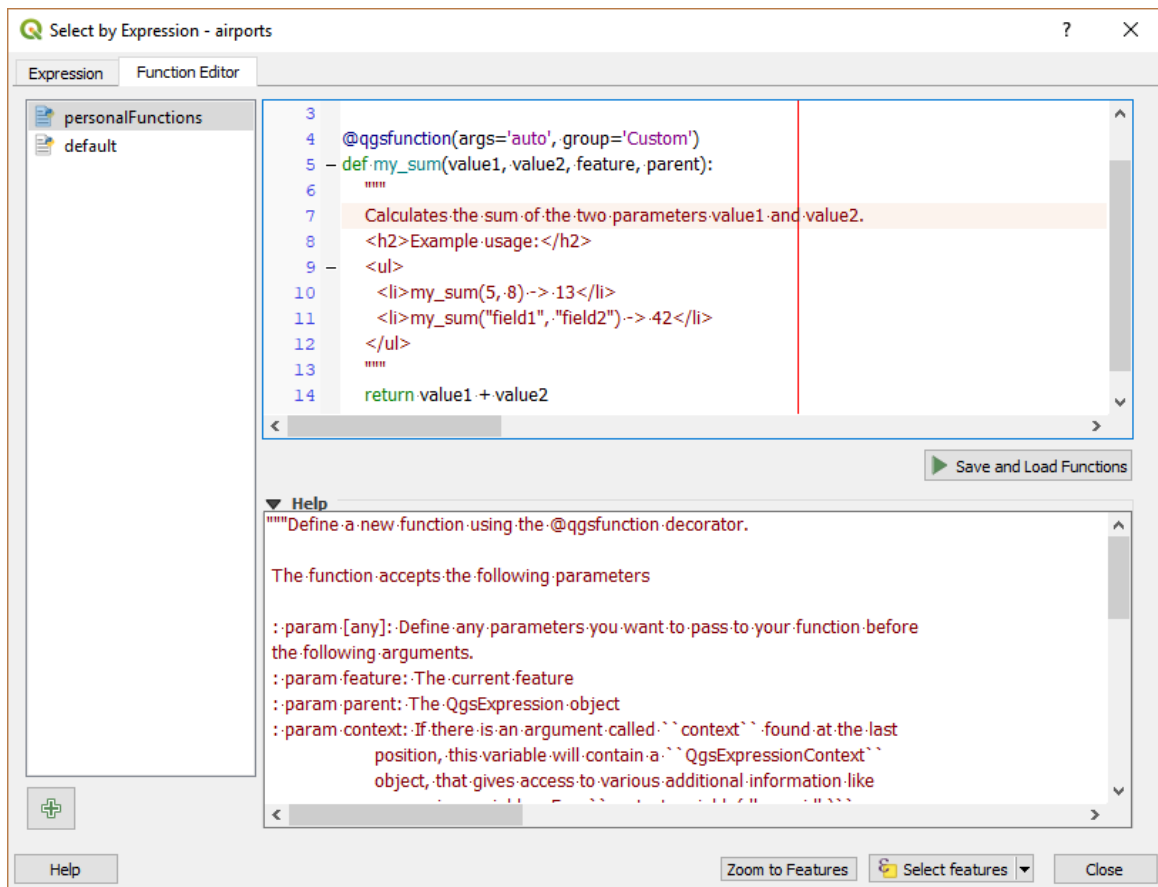 Select by Expression - airports
?
Expression
Function Editor
personalFunctions
default
3
4 @qgsfunction(args='auto', group='Custom')
5 def my_sum(value1, value2, feature, parent):
6 """
7 Calculates the sum of the two parameters value1 and value2.
8 <h2>Example usage:</h2>
9 <ul>
10 <li>my_sum(5, 8) -> 13</li>
11 <li>my_sum("field1", "field2") -> 42</li>
12 </ul>
13 """
14 return value1 + value2
Save and Load Functions
Help
"""Define a new function using the @qgsfunction decorator.
The function accepts the following parameters
: param [any]: Define any parameters you want to pass to your function before
the following arguments.
: param feature: The current feature
: param parent: The QgsExpression object
: param context: If there is an argument called ``context`` found at the last
position, this variable will contain a ``QgsExpressionContext``
object, that gives access to various additional information like
Help
Zoom to Features
Select features
Close